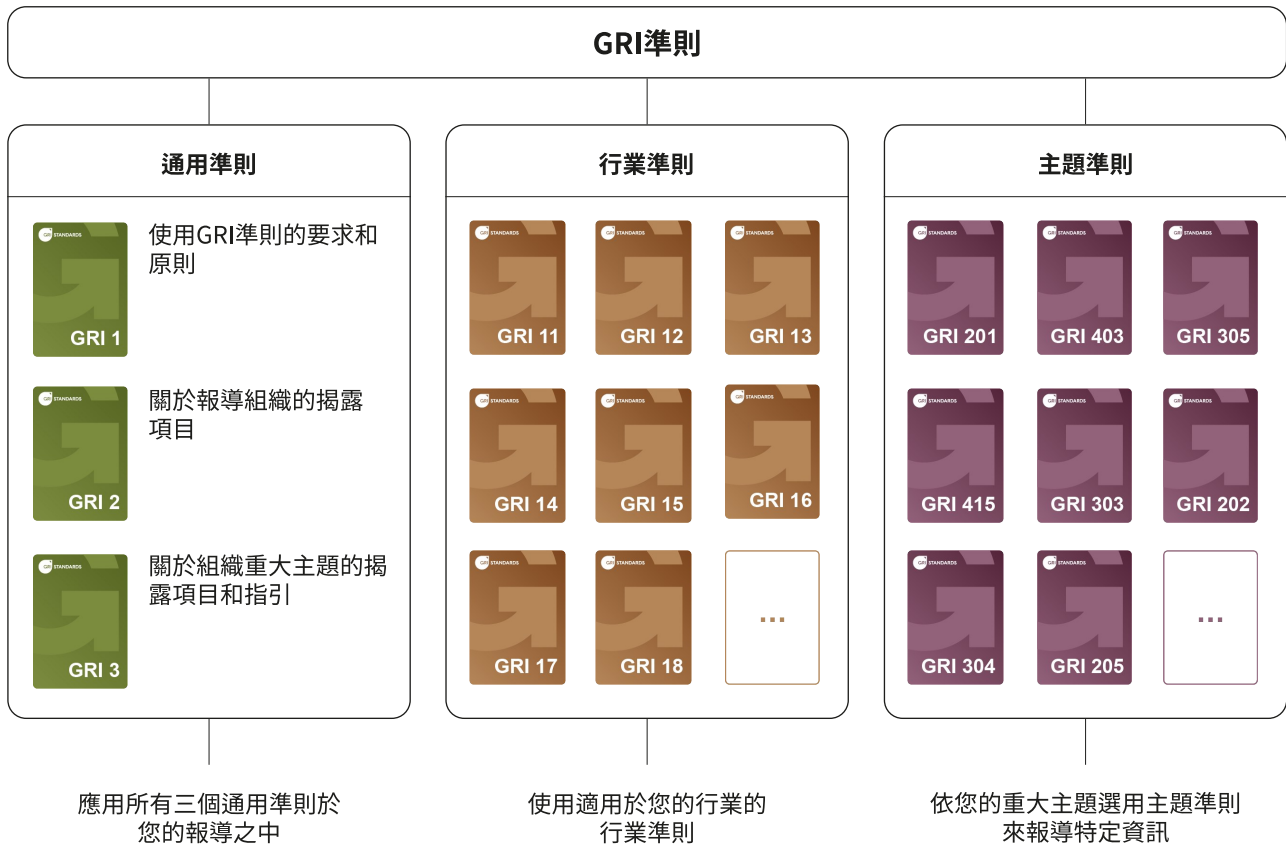 GRI準則
通用準則
GRI STANDARDS
GRI 1
使用GRI準則的要求和
原則
GRI STANDARDS
GRI 2
關於報導組織的揭露
項目
GRI STANDARDS
GRI 3
關於組織重大主題的揭
露項目和指引
應用所有三個通用準則於
您的報導之中
行業準則
GRI STANDARDS
GRI 11
GRI STANDARDS
GRI 12
GRI STANDARDS
GRI 13
GRI STANDARDS
GRI 14
GRI STANDARDS
GRI 15
GRI STANDARDS
GRI 16
GRI STANDARDS
GRI 17
GRI STANDARDS
GRI 18
...
使用適用於您的行業的
行業準則
主題準則
GRI STANDARDS
GRI 201
GRI STANDARDS
GRI 403
GRI STANDARDS
GRI 305
GRI STANDARDS
GRI 415
GRI STANDARDS
GRI 303
GRI STANDARDS
GRI 202
GRI STANDARDS
GRI 304
GRI STANDARDS
GRI 205
...
依您的重大主題選用主題準則
來報導特定資訊